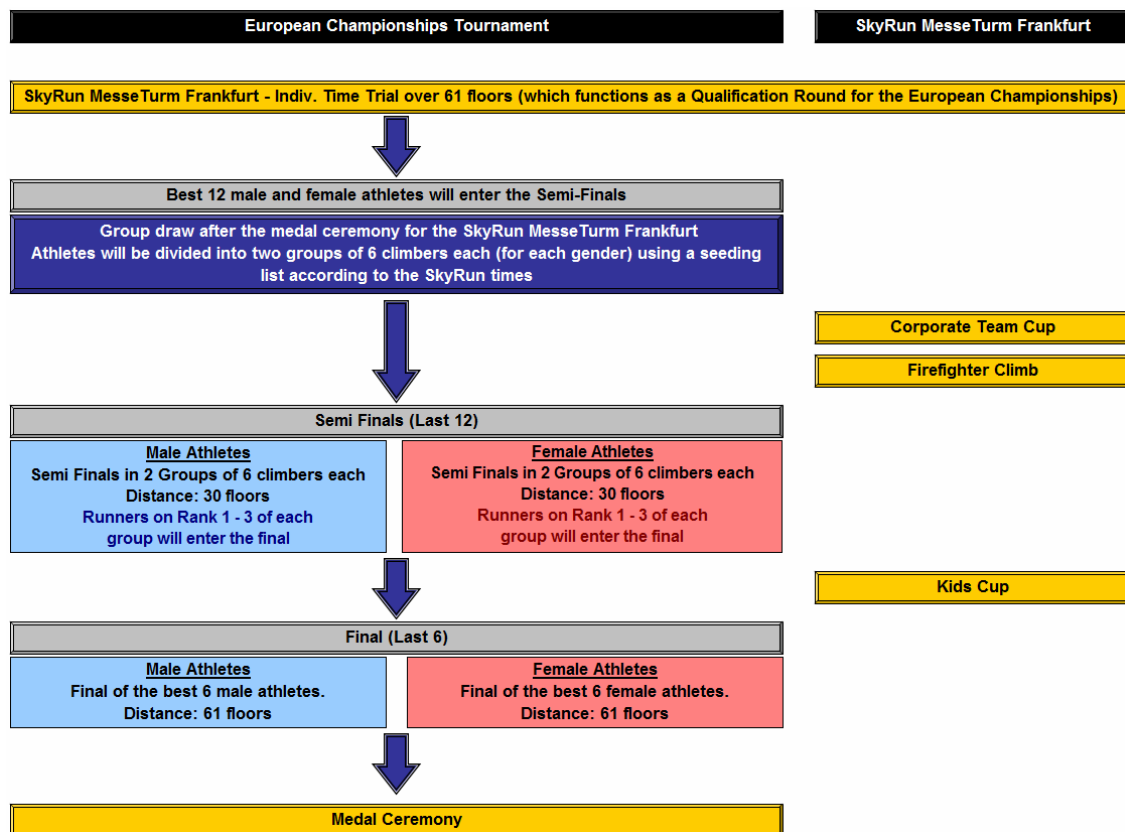 European Championships Tournament
SkyRun MesseTurm Frankfurt
SkyRun MesseTurm Frankfurt - Indiv. Time Trial over 61 floors (which functions as a Qualification Round for the European Championships)
Best 12 male and female athletes will enter the Semi-Finals
Group draw after the medal ceremony for the SkyRun MesseTurm Frankfurt
Athletes will be divided into two groups of 6 climbers each (for each gender) using a seeding
list according to the SkyRun times
Corporate Team Cup
Firefighter Climb
Semi Finals (Last 12)
Male Athletes
Semi Finals in 2 Groups of 6 climbers each
Distance: 30 floors
Runners on Rank 1 - 3 of each
group will enter the final
Female Athletes
Semi Finals in 2 Groups of 6 climbers each
Distance: 30 floors
Runners on Rank 1 - 3 of each
group will enter the final
Kids Cup
Final (Last 6)
Male Athletes
Final of the best 6 male athletes.
Distance: 61 floors
Female Athletes
Final of the best 6 female athletes.
Distance: 61 floors
Medal Ceremony